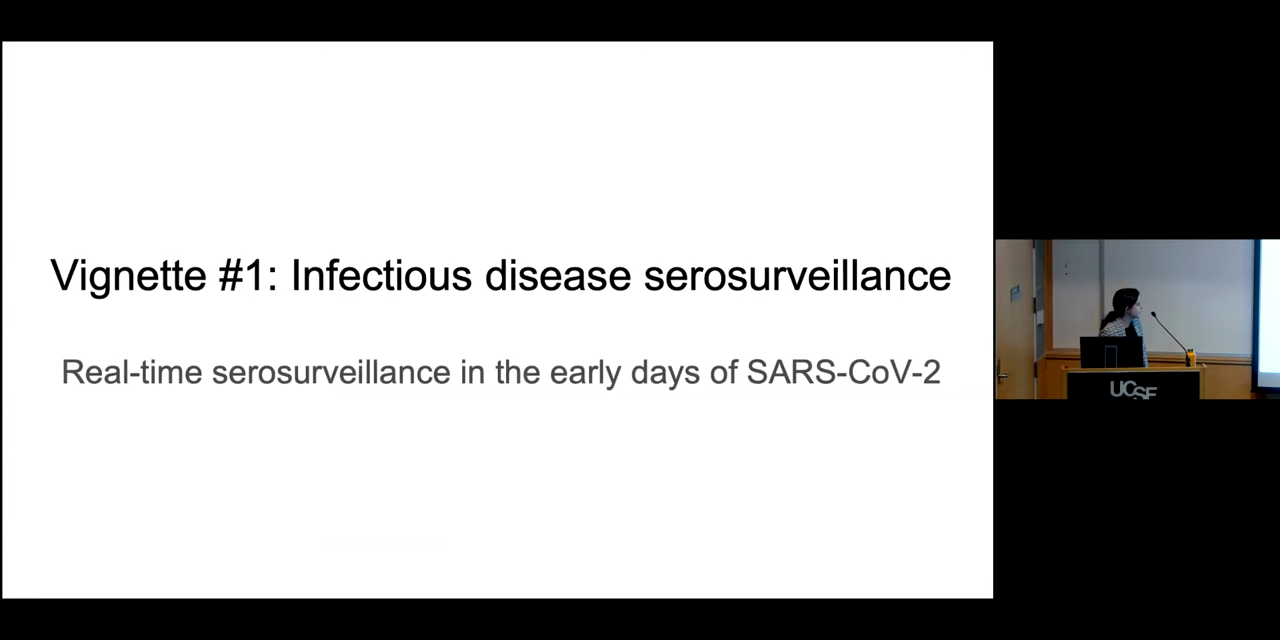 Vignette #1: Infectious disease serosurveillance
Real-time serosurveillance in the early days of SARS-CoV-2
UCSF